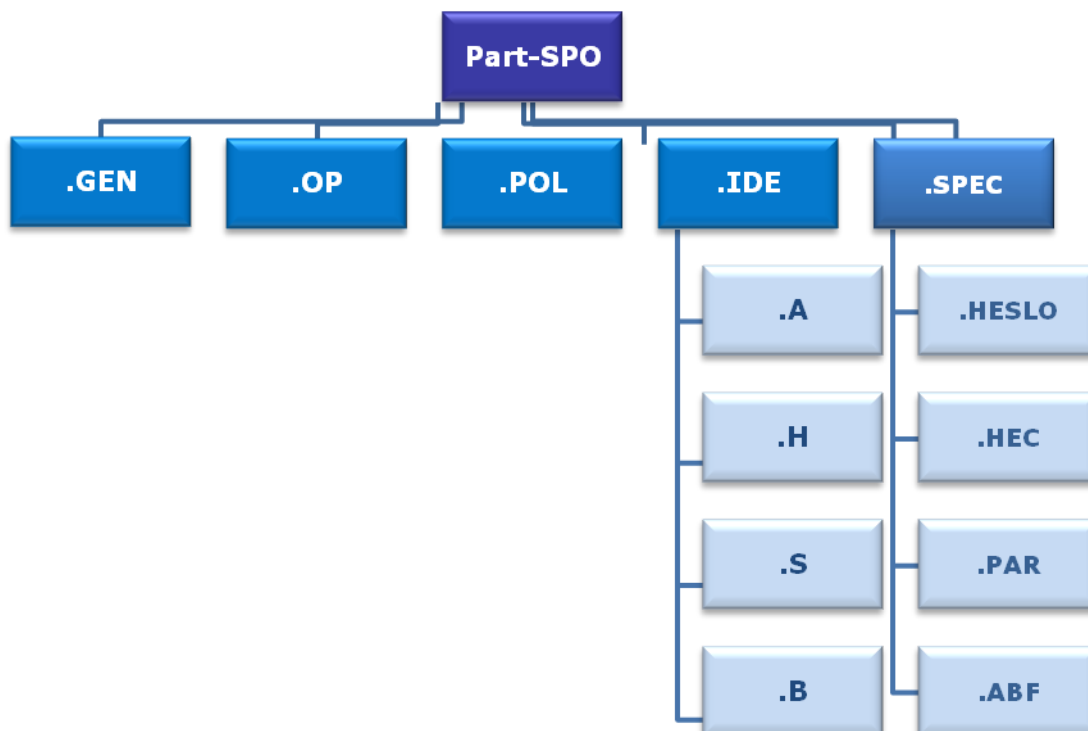 Part-SPO
.GEN
.OP
.POL
.IDE
.SPEC
.A
.HESLO
.H
.HEC
.S
.PAR
.B
.ABF